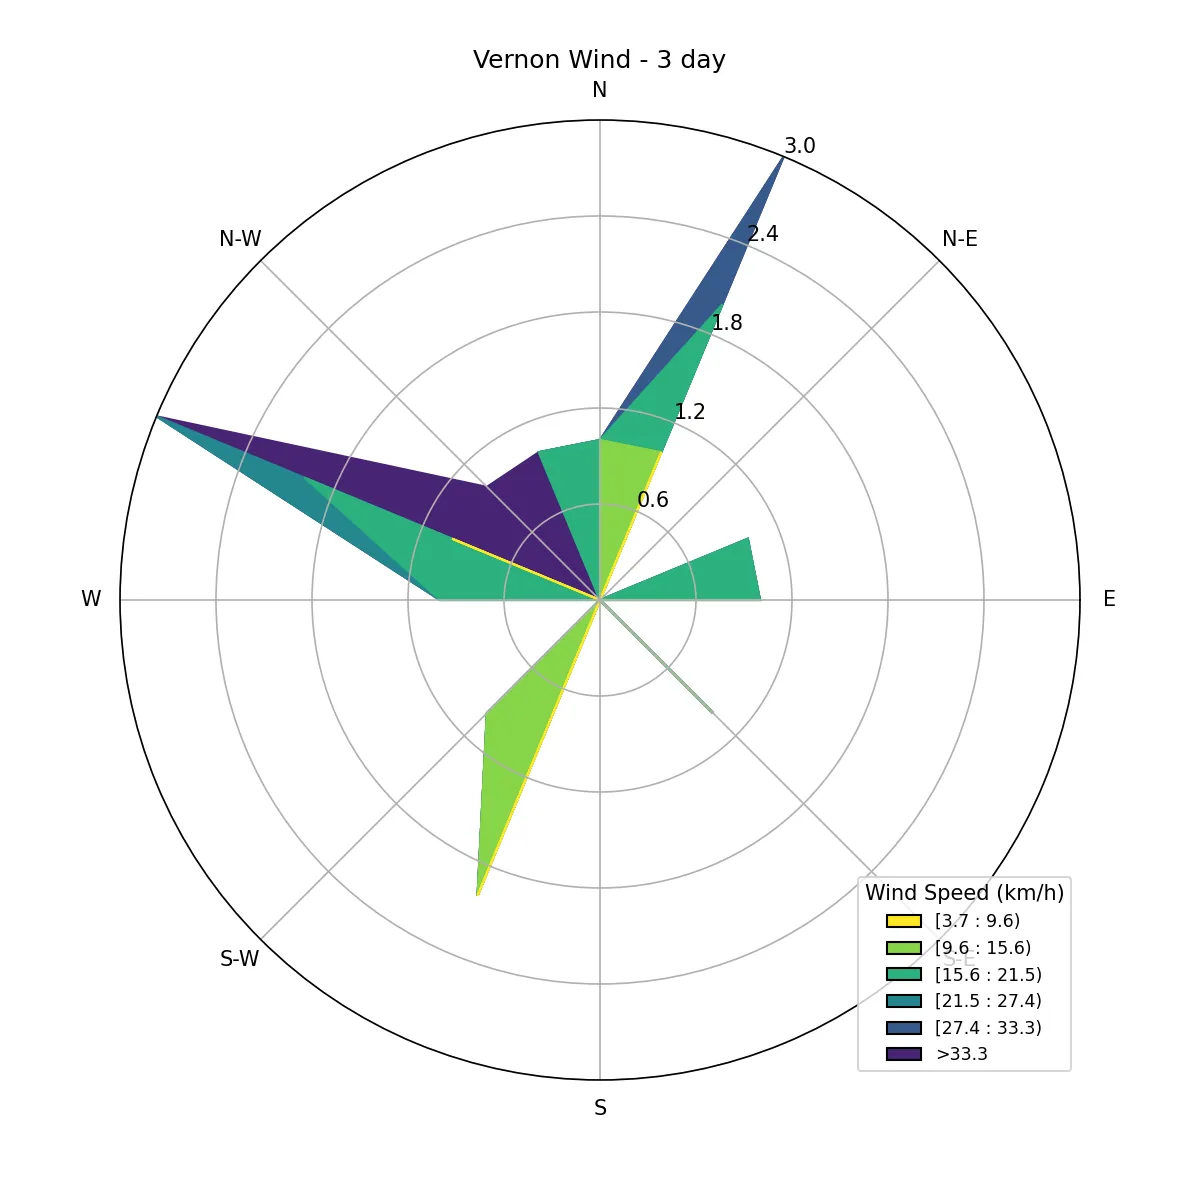 Vernon Wind - 3 day
N
3.0
N-W
2.4
N-E
1.8
1.2
0.6
W
E
S-W
S-E
S
Wind Speed (km/h)
[3.7 : 9.6)
[9.6 : 15.6)
[15.6 : 21.5)
[21.5 : 27.4)
[27.4 : 33.3)
>33.3